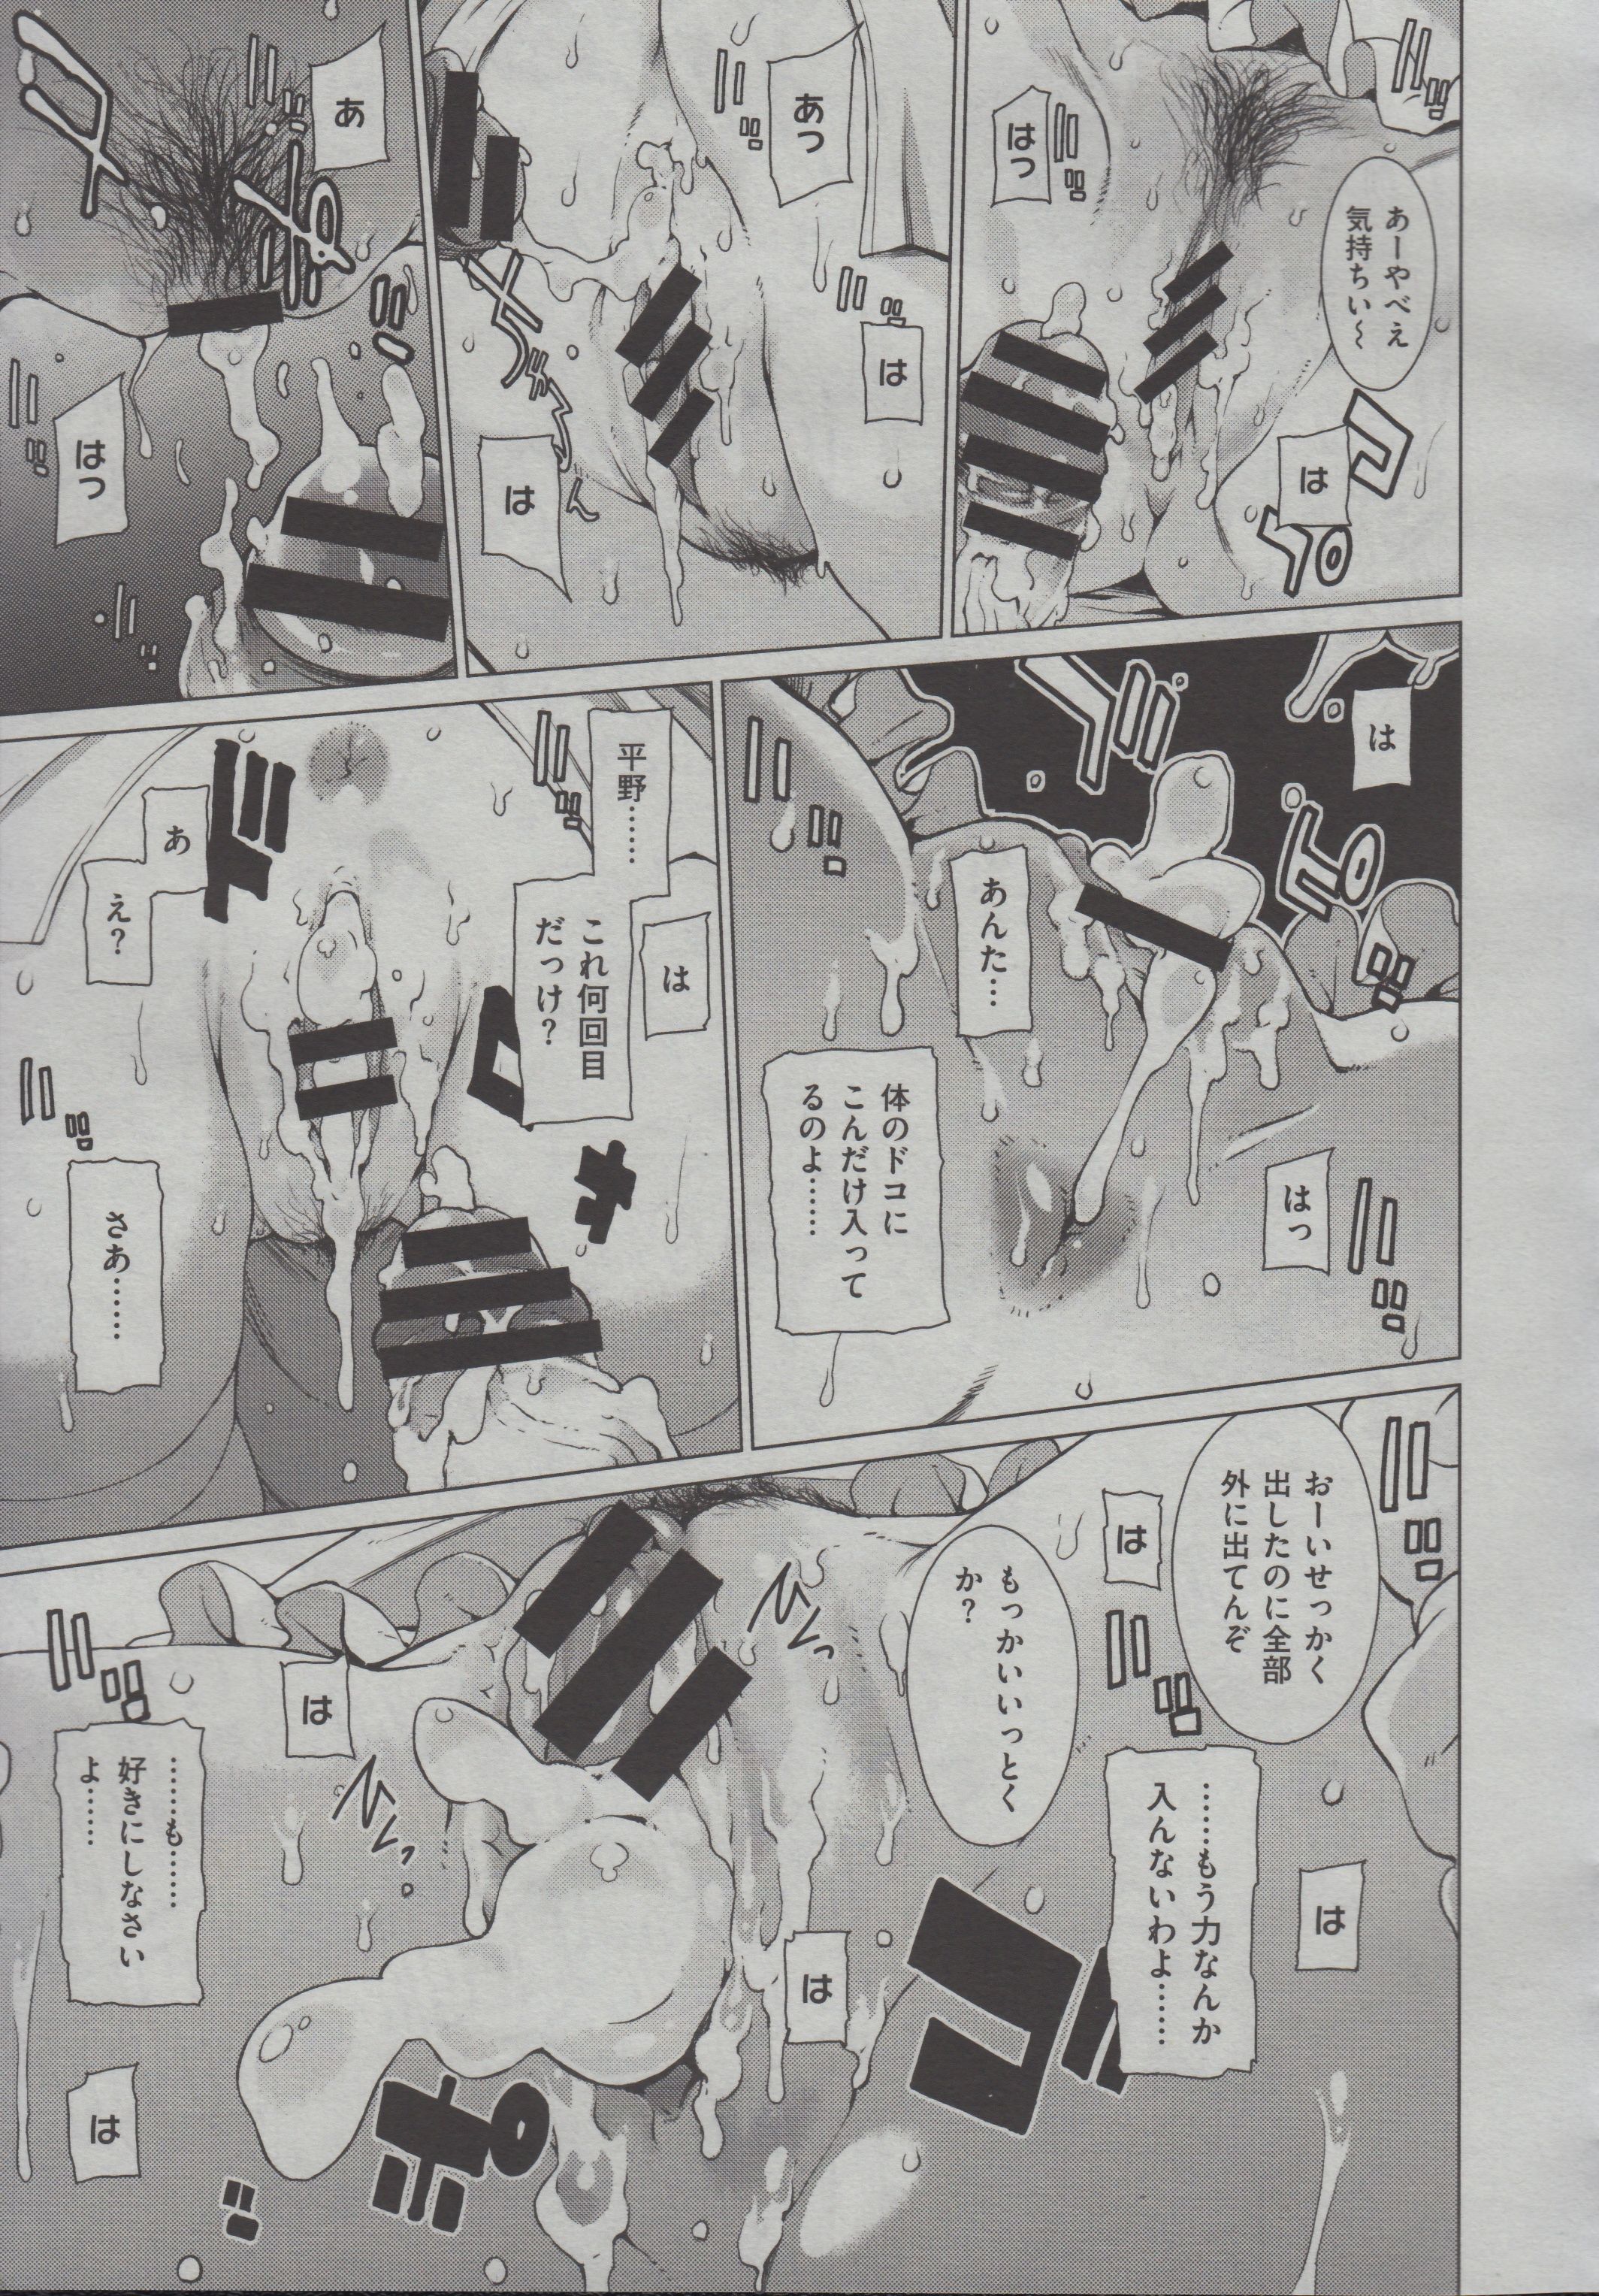 あーやべえ
気持ちい〜
はっ
は
あっ
は
は
あ
はっ
は
あんた…
体のドコに
こんだけ入って
るのよ……
はっ
平野……
これ何回目
だっけ?
は
あ
え?
さあ……
おーいせっかく
出したのに全部
外に出てんぞ
は
もっかいいっとく
か?
……もう力なんか
入んないわよ……
は
は
は
……も……
好きにしなさい
よ……
は